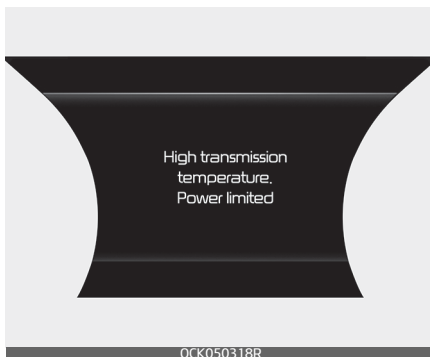 High transmission
temperature.
Power limited
OCK050318R